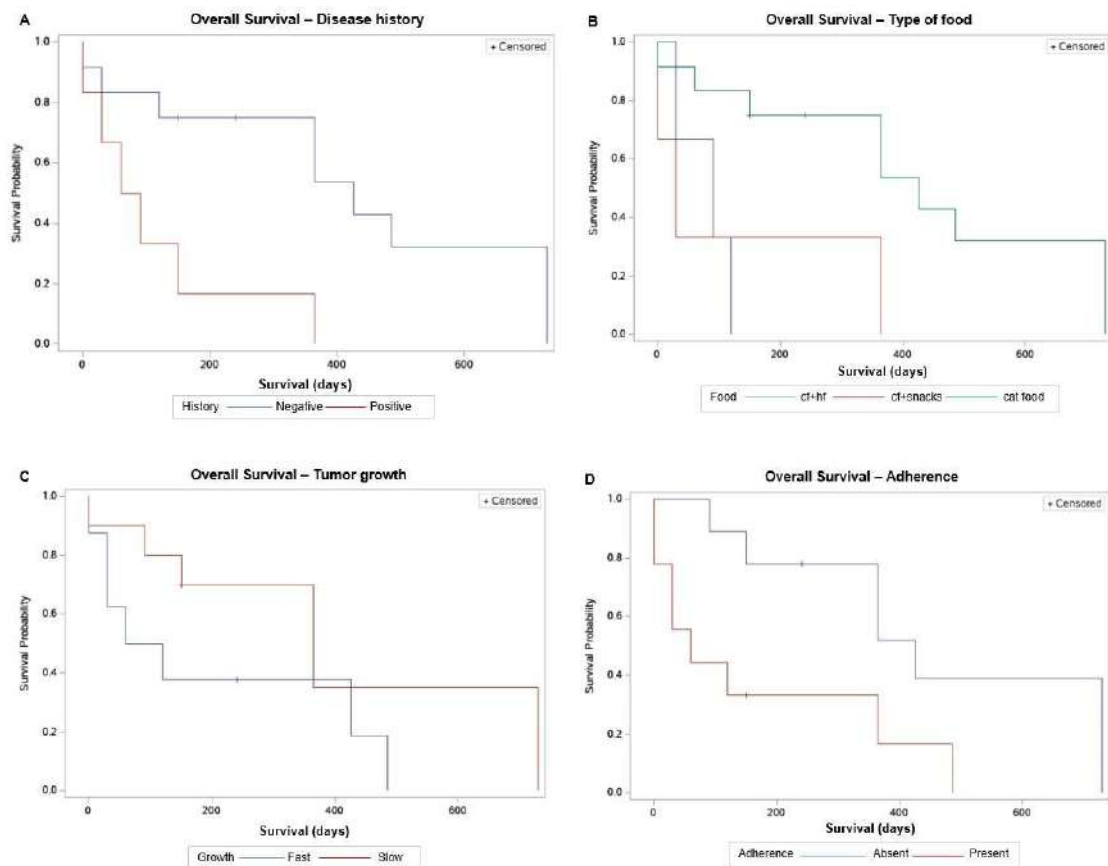 A
Overall Survival – Disease history
+ Censored
Survival Probability
1.0
0.8
0.6
0.4
0.2
0.0
0 200 400 600
Survival (days)
History Negative Positive
B
Overall Survival – Type of food
+ Censored
Survival Probability
1.0
0.8
0.6
0.4
0.2
0.0
0 200 400 600
Survival (days)
Food cf+hf cf+snacks cat food
C
Overall Survival – Tumor growth
+ Censored
Survival Probability
1.0
0.8
0.6
0.4
0.2
0.0
0 200 400 600
Survival (days)
Growth Fast Slow
D
Overall Survival – Adherence
+ Censored
Survival Probability
1.0
0.8
0.6
0.4
0.2
0.0
0 200 400 600
Survival (days)
Adherence Absent Present